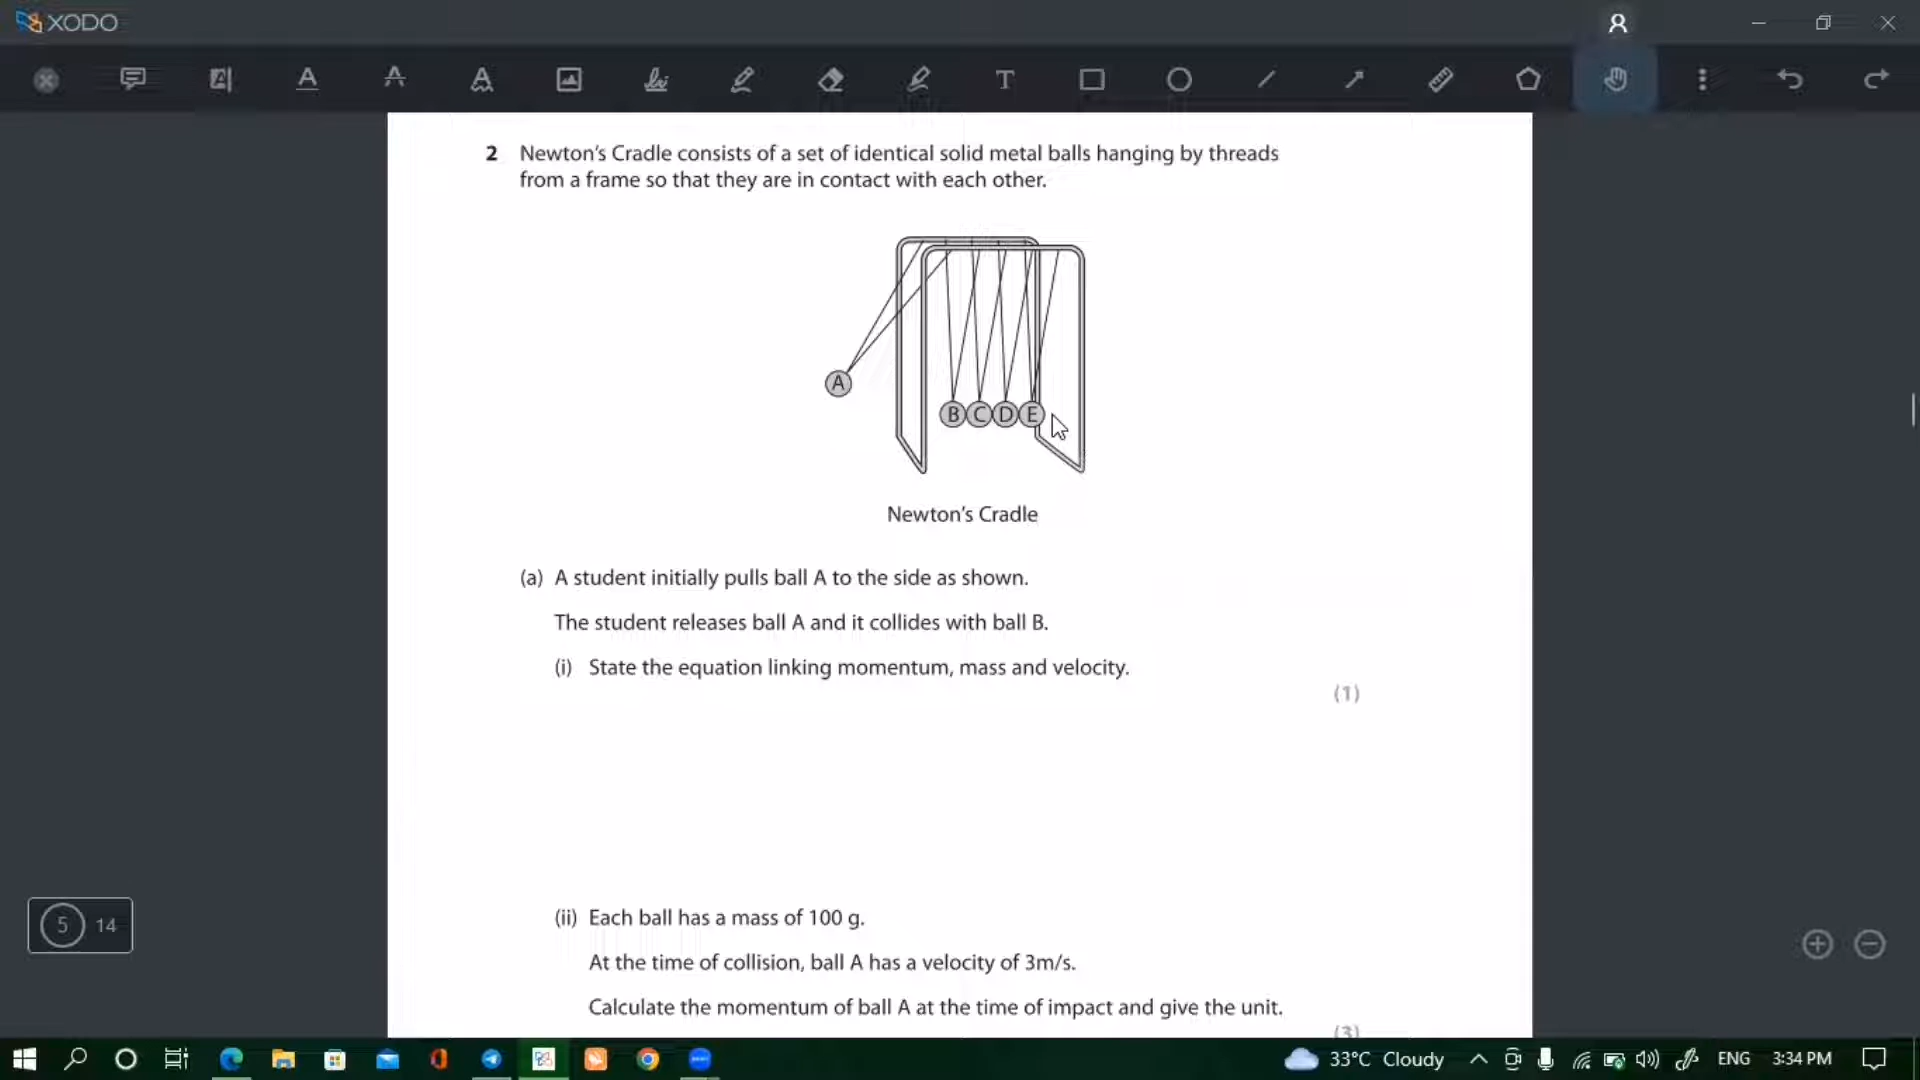 XODO
2 Newton's Cradle consists of a set of identical solid metal balls hanging by threads
from a frame so that they are in contact with each other.
A
B C D E
Newton's Cradle
(a) A student initially pulls ball A to the side as shown.
The student releases ball A and it collides with ball B.
(i) State the equation linking momentum, mass and velocity.
(1)
(ii) Each ball has a mass of 100 g.
At the time of collision, ball A has a velocity of 3m/s.
Calculate the momentum of ball A at the time of impact and give the unit.
(3)
5 14
33°C Cloudy ENG 3:34 PM